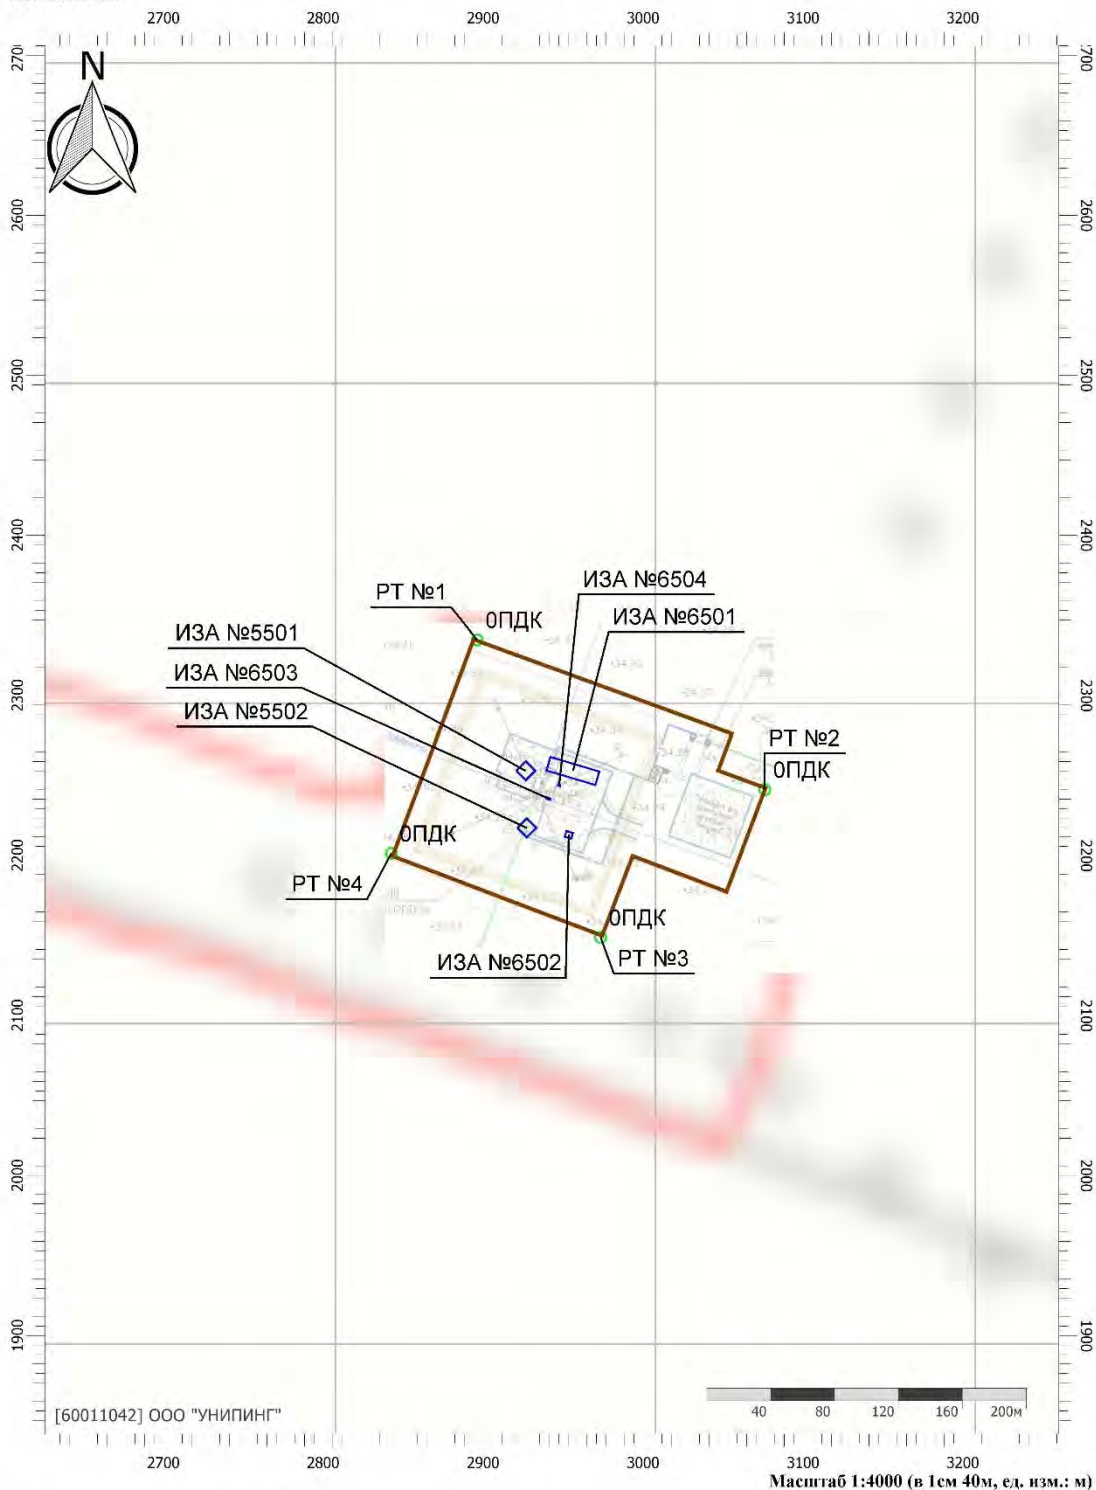 2700 2800 2900 3000 3100 3200
N
2700 2700
2600 2600
2500 2500
2400 2400
ИЗА №6504
РТ №1
ИЗА №6501
0ПДК
ИЗА №5501
ИЗА №6503
2300 2300
ИЗА №5502
РТ №2
0ПДК
0ПДК
2200 2200
РТ №4
0ПДК
ИЗА №6502
РТ №3
2100 2100
2000 2000
1900 1900
[60011042] ООО "УНИПИНГ"
40 80 120 160 200м
2700 2800 2900 3000 3100 3200
Масштаб 1:4000 (в 1см 40м, ед. изм.: м)